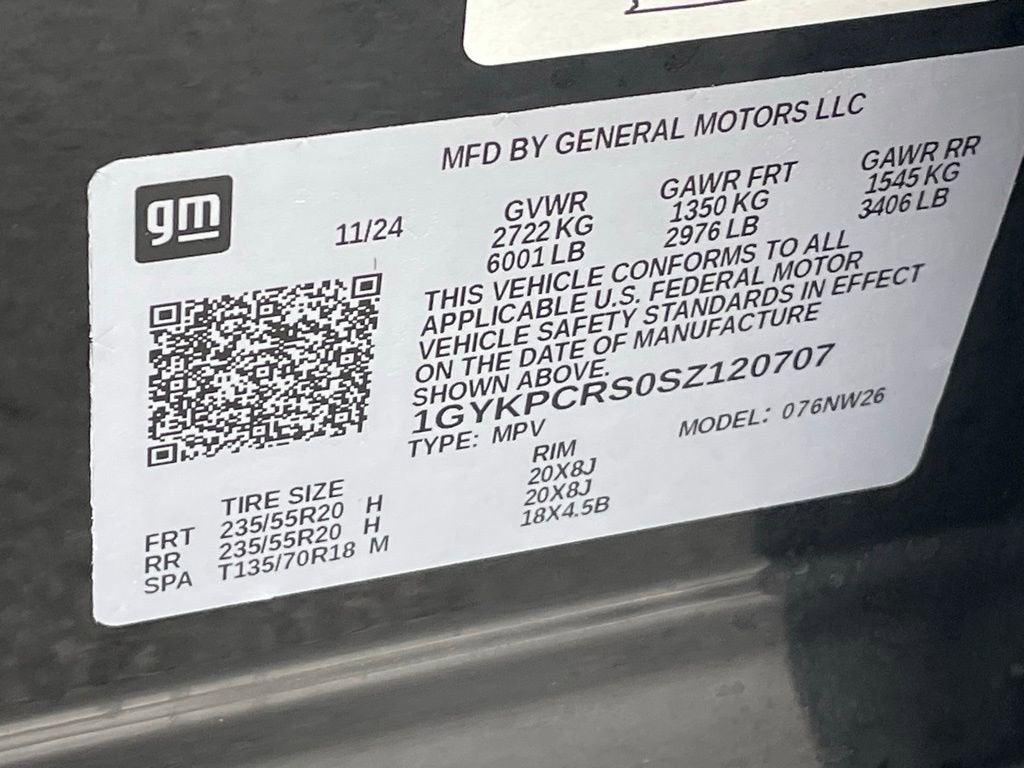 MFD BY GENERAL MOTORS LLC
gm
11/24
GVWR GAWR FRT GAWR RR
2722 KG 1350 KG 1545 KG
6001 LB 2976 LB 3406 LB
THIS VEHICLE CONFORMS TO ALL
APPLICABLE U.S. FEDERAL MOTOR
VEHICLE SAFETY STANDARDS IN EFFECT
ON THE DATE OF MANUFACTURE
SHOWN ABOVE.
1GYKPCRS0SZ120707
TYPE: MPV MODEL: 076NW26
TIRE SIZE RIM
FRT 235/55R20 H 20X8J
RR 235/55R20 H 20X8J
SPA T135/70R18 M 18X4.5B